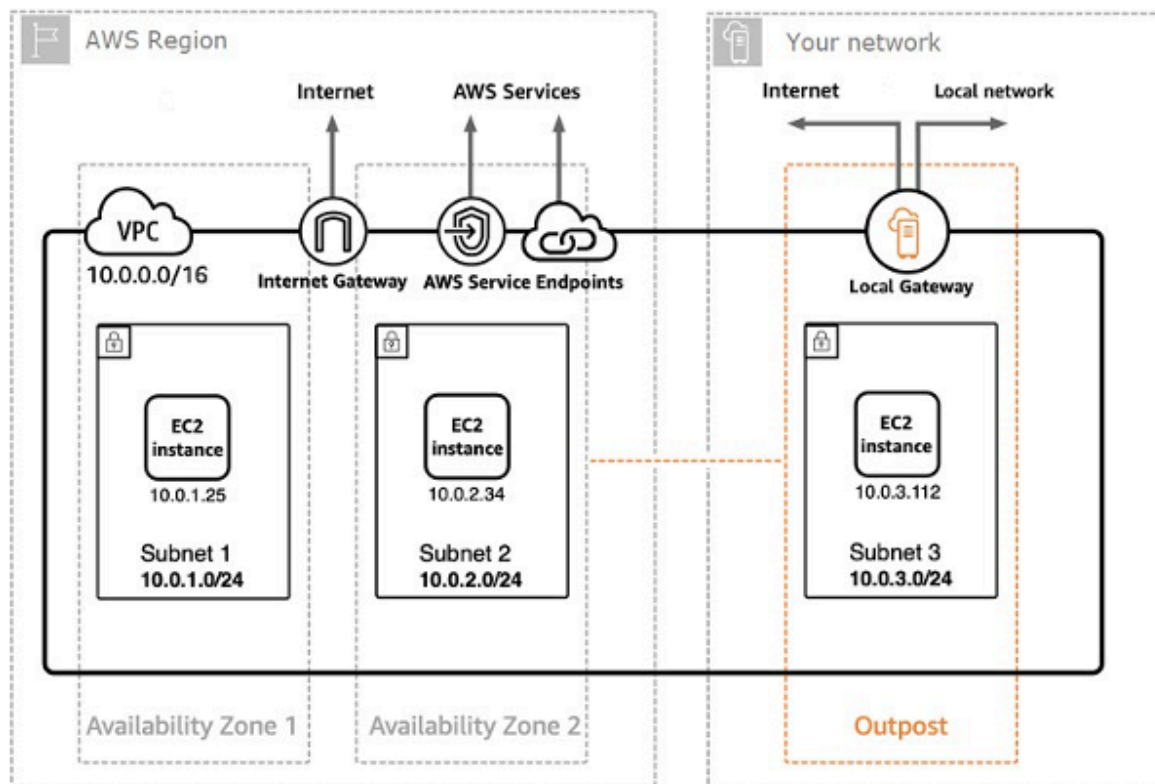 AWS Region
Your network
Internet
AWS Services
Internet
Local network
VPC
10.0.0.0/16
Internet Gateway
AWS Service Endpoints
Local Gateway
EC2
instance
10.0.1.25
Subnet 1
10.0.1.0/24
EC2
instance
10.0.2.34
Subnet 2
10.0.2.0/24
EC2
instance
10.0.3.112
Subnet 3
10.0.3.0/24
Availability Zone 1
Availability Zone 2
Outpost